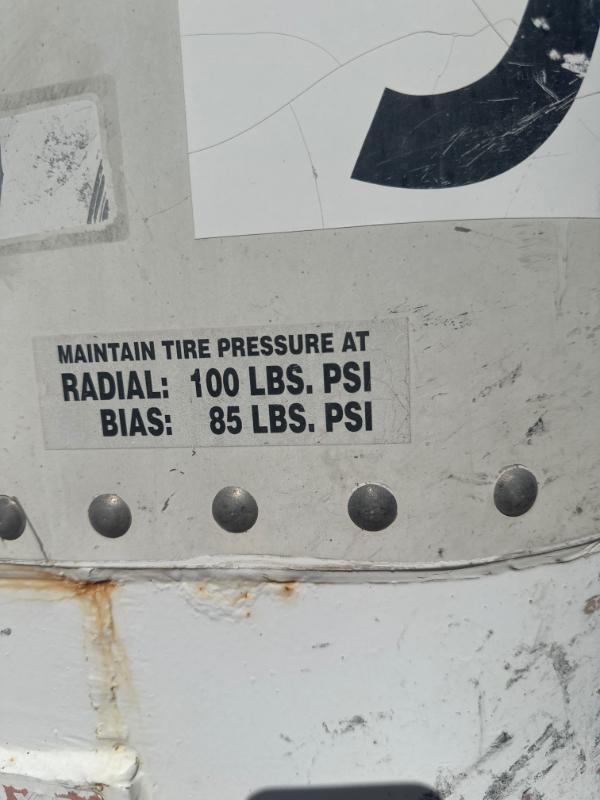 MAINTAIN TIRE PRESSURE AT
RADIAL: 100 LBS. PSI
BIAS: 85 LBS. PSI